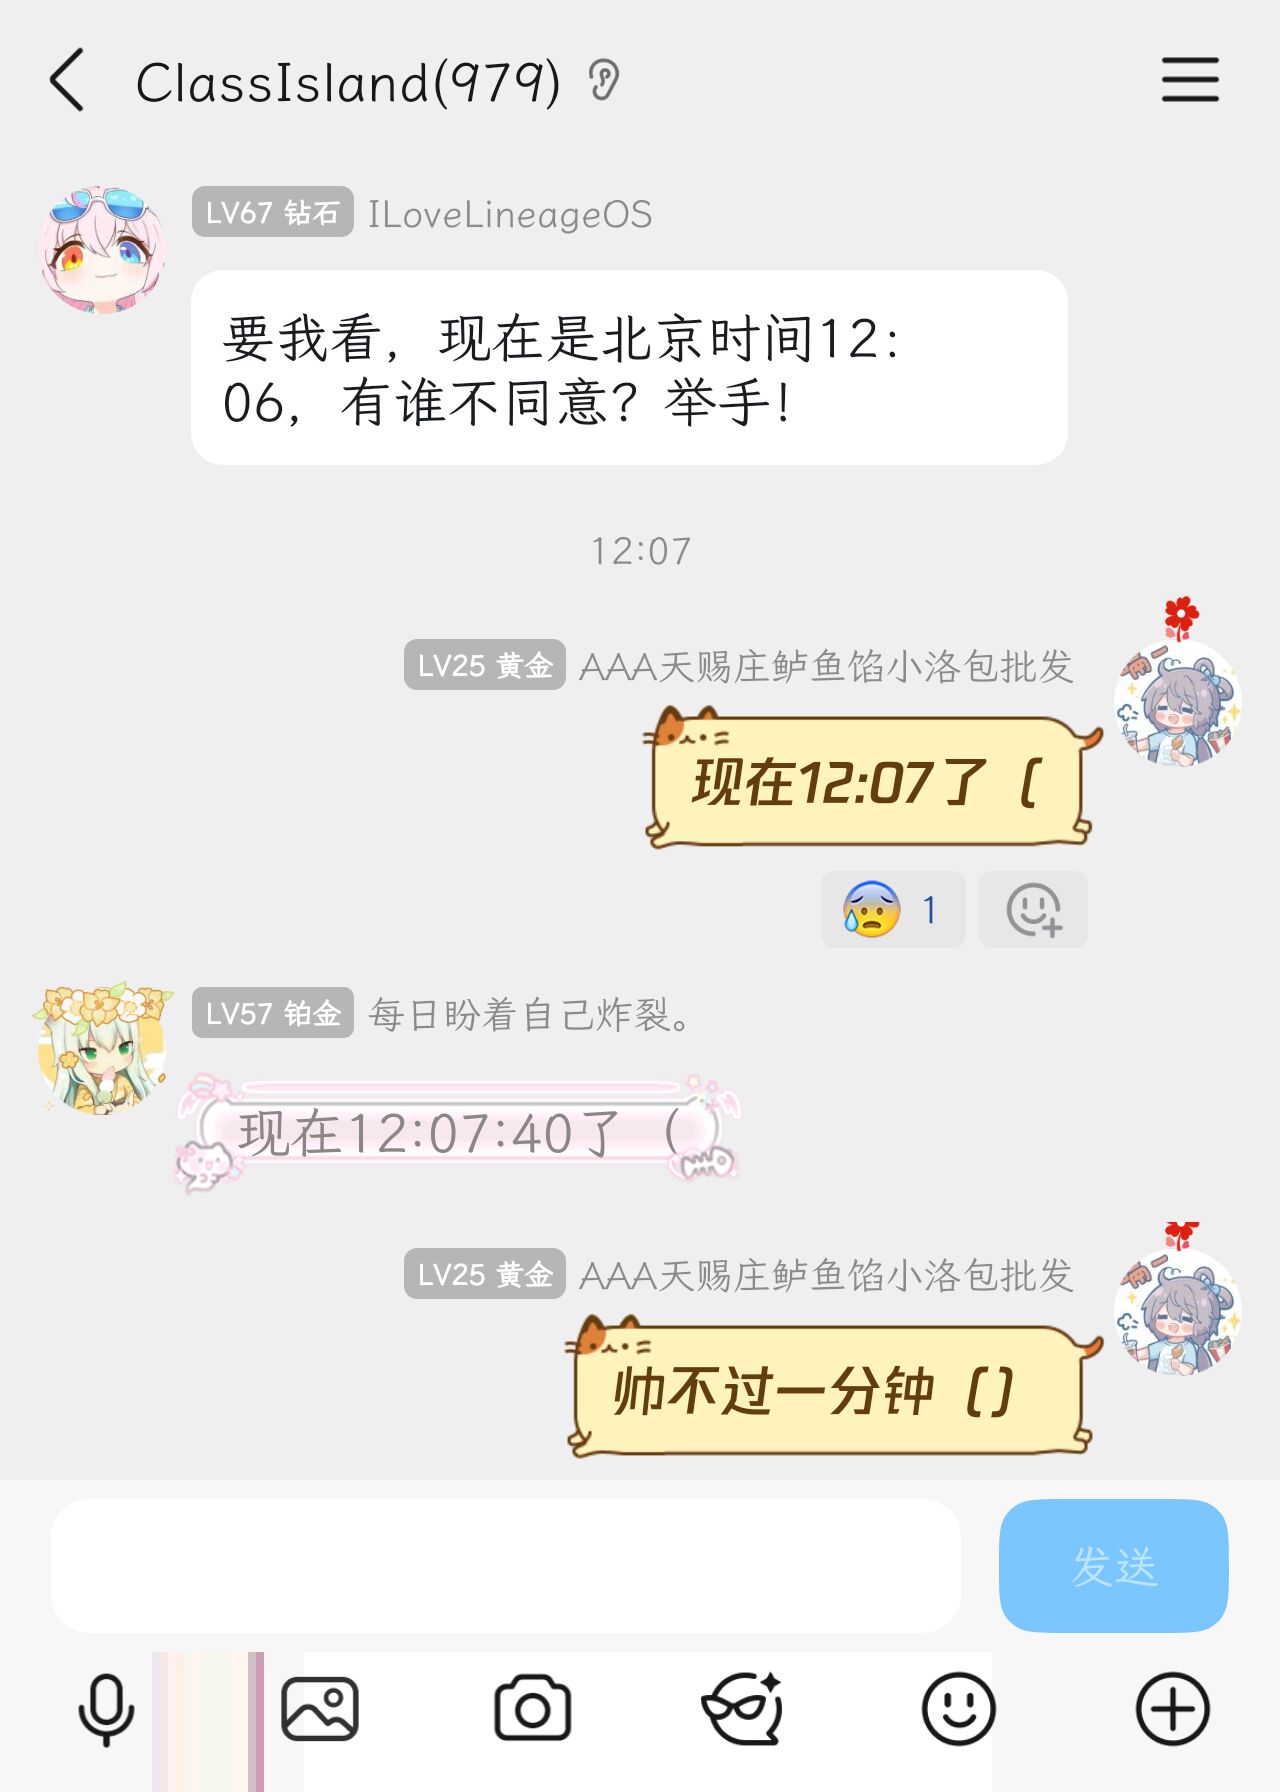 ClassIsland(979)
LV67 钻石 ILoveLineageOS
要我看，现在是北京时间12:
06，有谁不同意？举手！
12:07
LV25 黄金 AAA天赐庄鲈鱼馅小洛包批发
现在12:07了（
1
LV57 铂金 每日盼着自己炸裂。
现在12:07:40了（
LV25 黄金 AAA天赐庄鲈鱼馅小洛包批发
帅不过一分钟（）
发送